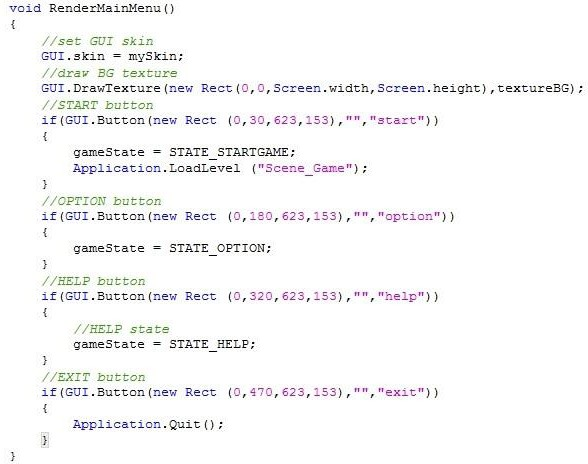 void RenderMainMenu()
{
//set GUI skin
GUI.skin = mySkin;
//draw BG texture
GUI.DrawTexture(new Rect(0,0,Screen.width,Screen.height),textureBG);
//START button
if(GUI.Button(new Rect (0,30,623,153),"","start"))
{
gameState = STATE_STARTGAME;
Application.LoadLevel ("Scene_Game");
}
//OPTION button
if(GUI.Button(new Rect (0,180,623,153),"","option"))
{
gameState = STATE_OPTION;
}
//HELP button
if(GUI.Button(new Rect (0,320,623,153),"","help"))
{
//HELP state
gameState = STATE_HELP;
}
//EXIT button
if(GUI.Button(new Rect (0,470,623,153),"","exit"))
{
Application.Quit();
}
}